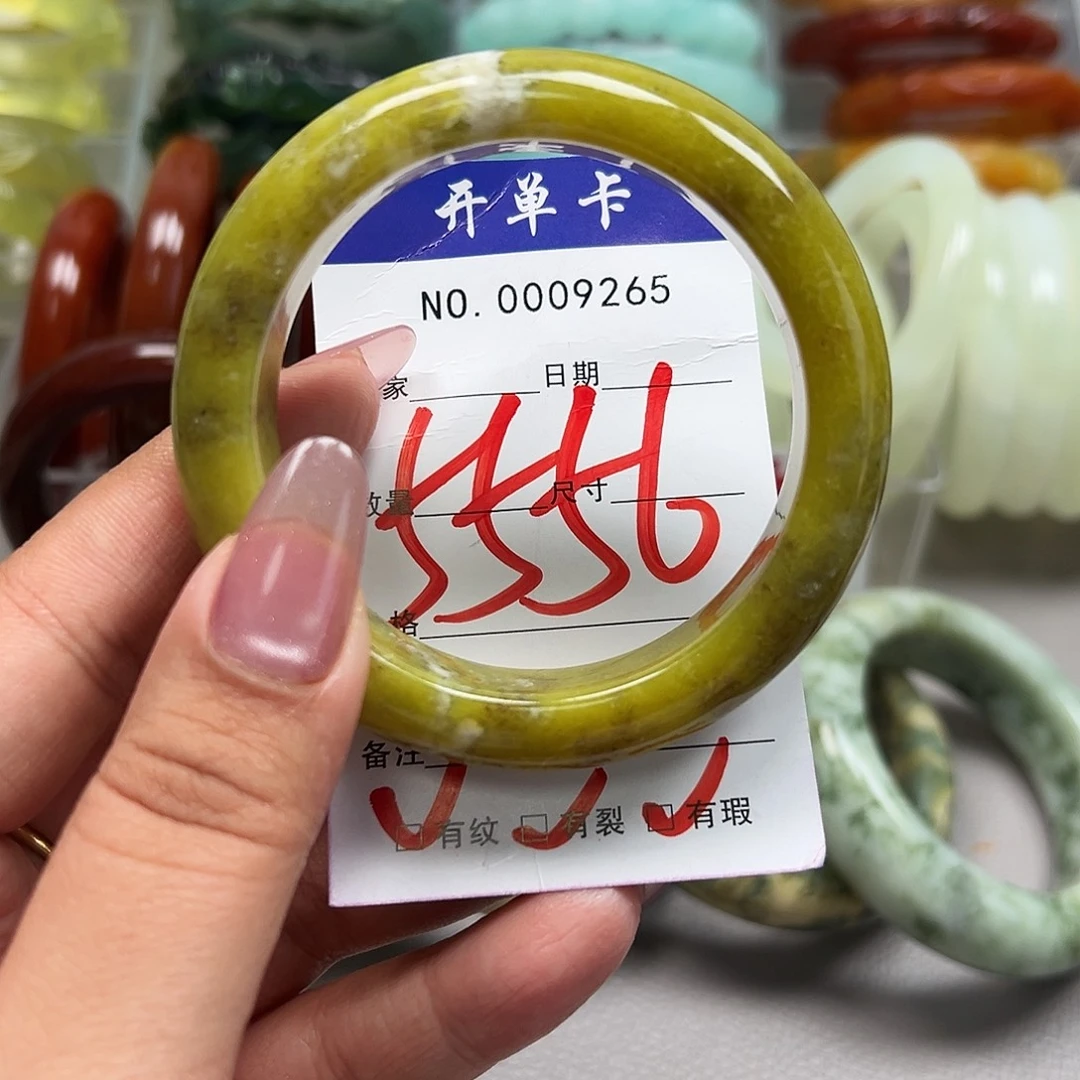 开单卡
NO.0009265
家 日期
5556
数量 尺寸
格
备注
☑有纹 ☑有裂 ☑有瑕